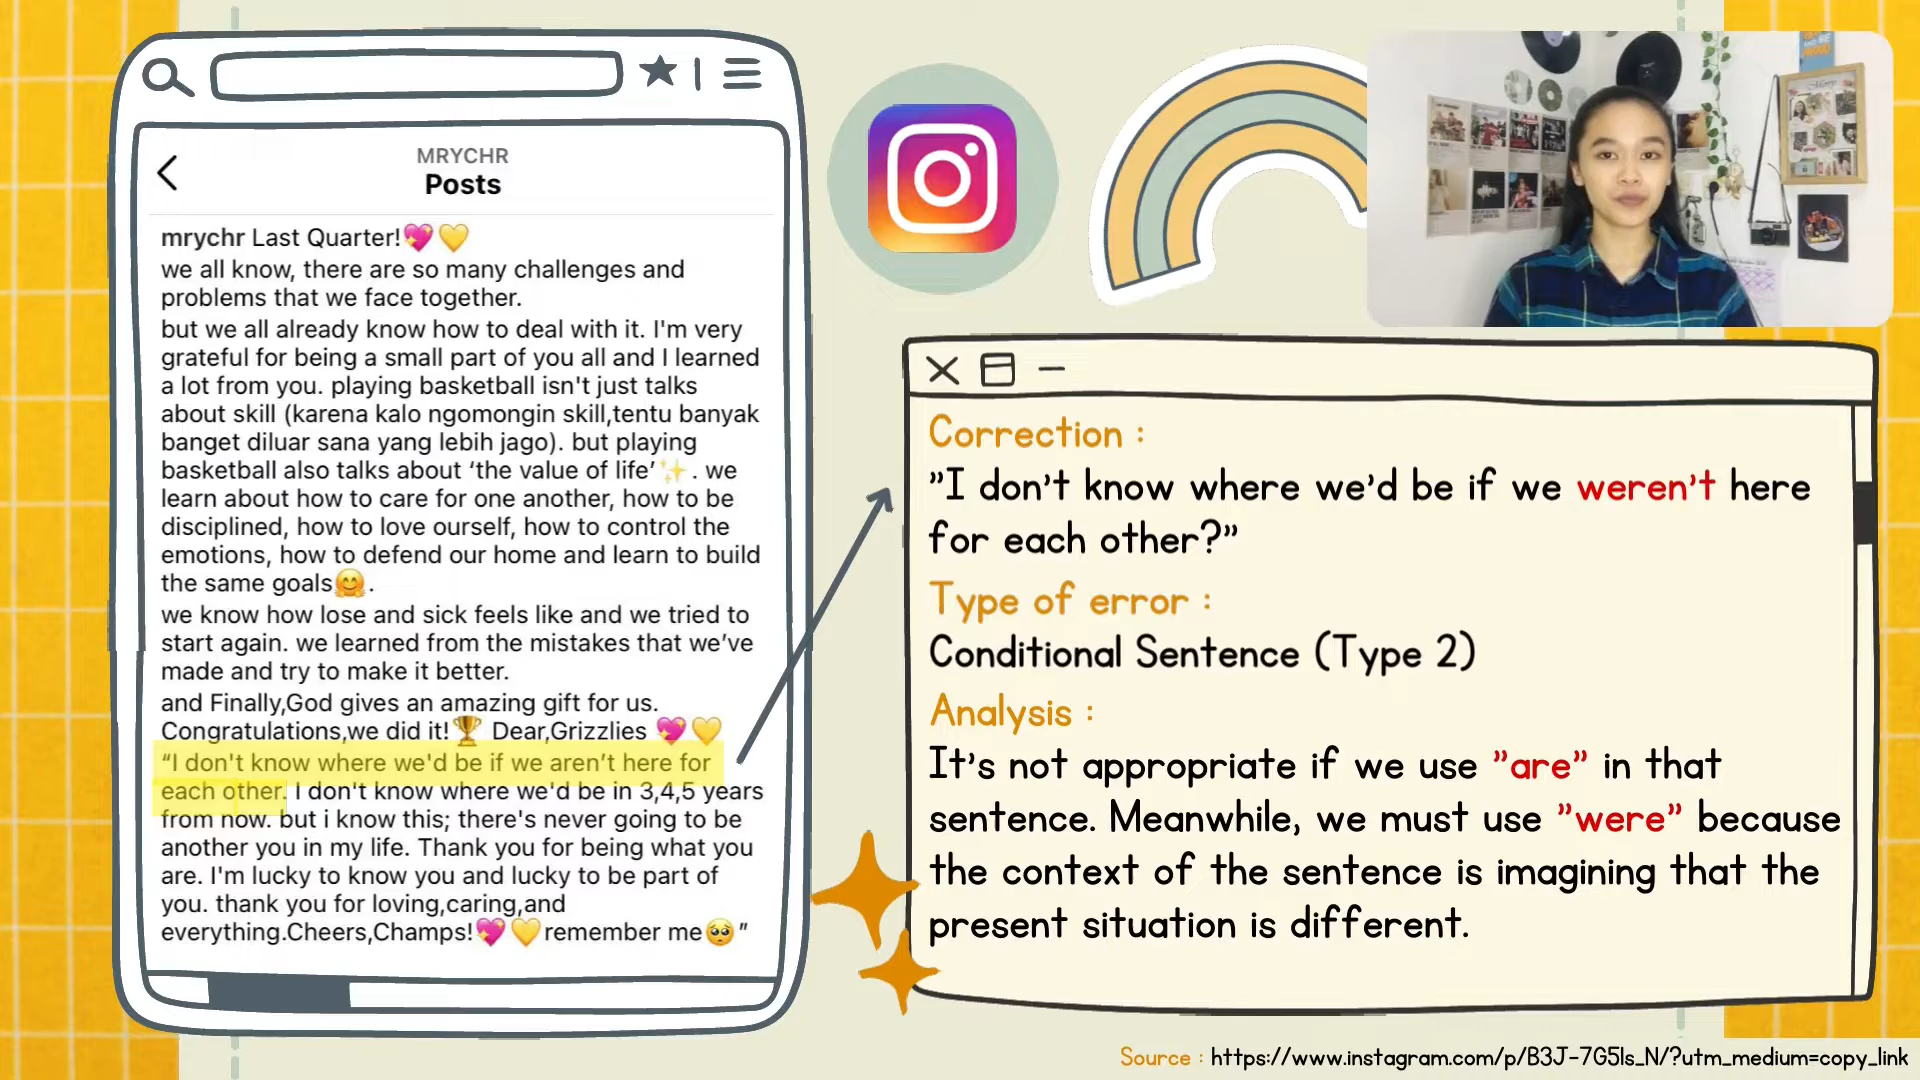 MRYCHR
Posts
mrychr Last Quarter!💖💛
we all know, there are so many challenges and
problems that we face together.
but we all already know how to deal with it. I'm very
grateful for being a small part of you all and I learned
a lot from you. playing basketball isn't just talks
about skill (karena kalo ngomongin skill,tentu banyak
banget diluar sana yang lebih jago). but playing
basketball also talks about ‘the value of life’✨. we
learn about how to care for one another, how to be
disciplined, how to love ourself, how to control the
emotions, how to defend our home and learn to build
the same goals🤗.
we know how lose and sick feels like and we tried to
start again. we learned from the mistakes that we’ve
made and try to make it better.
and Finally,God gives an amazing gift for us.
Congratulations,we did it!🏆 Dear,Grizzlies 💖💛
“I don't know where we'd be if we aren’t here for
each other. I don't know where we'd be in 3,4,5 years
from now. but i know this; there's never going to be
another you in my life. Thank you for being what you
are. I'm lucky to know you and lucky to be part of
you. thank you for loving,caring,and
everything.Cheers,Champs!💖💛remember me🥺”
Correction :
”I don’t know where we’d be if we weren’t here
for each other?”
Type of error :
Conditional Sentence (Type 2)
Analysis :
It’s not appropriate if we use ”are” in that
sentence. Meanwhile, we must use ”were” because
the context of the sentence is imagining that the
present situation is different.
Source : https://www.instagram.com/p/B3J-7G5ls_N/?utm_medium=copy_link